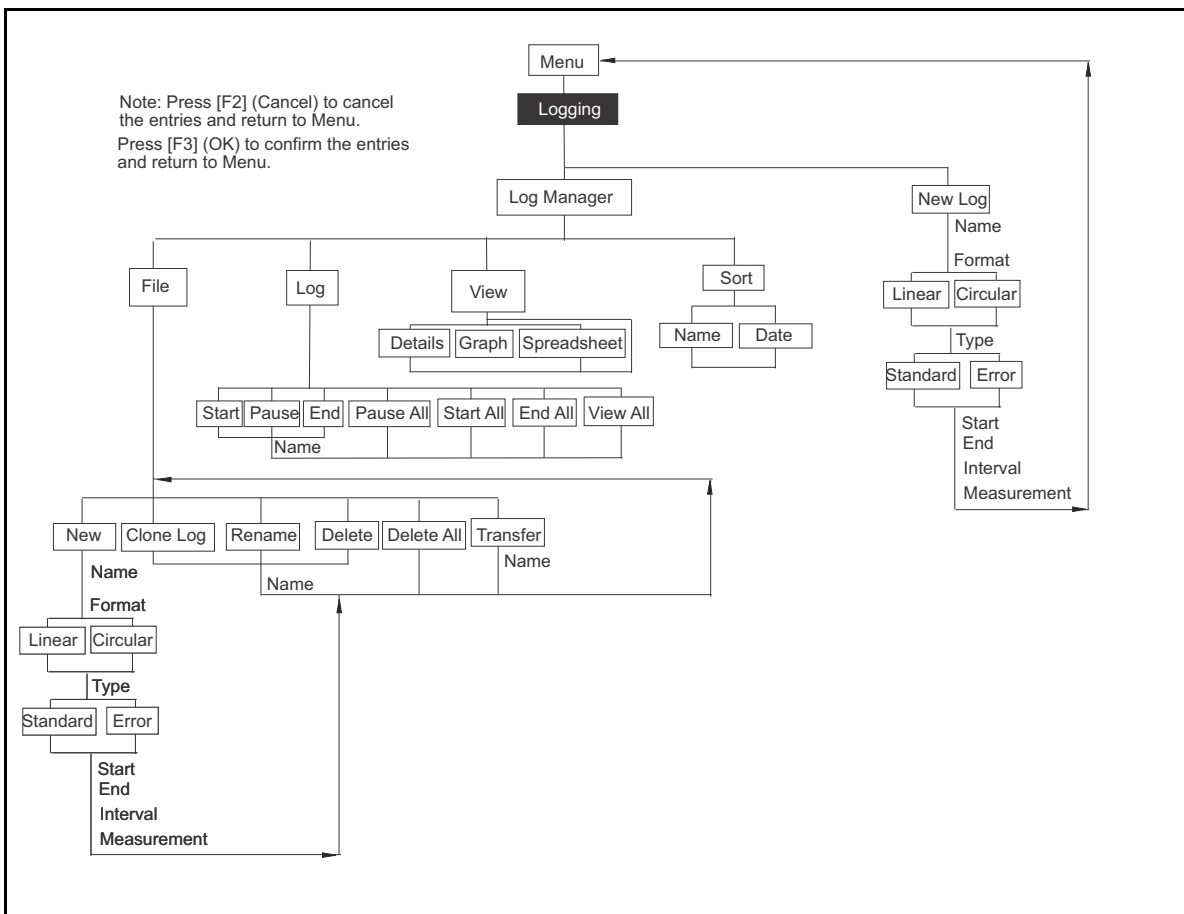 Menu
Note: Press [F2] (Cancel) to cancel
the entries and return to Menu.
Press [F3] (OK) to confirm the entries
and return to Menu.
Logging
Log Manager
New Log
Name
Format
Linear
Circular
Type
Standard
Error
Start
End
Interval
Measurement
File
Log
View
Sort
Details
Graph
Spreadsheet
Name
Date
Start
Pause
End
Pause All
Start All
End All
View All
Name
New
Clone Log
Rename
Delete
Delete All
Transfer
Name
Name
Name
Format
Linear
Circular
Type
Standard
Error
Start
End
Interval
Measurement